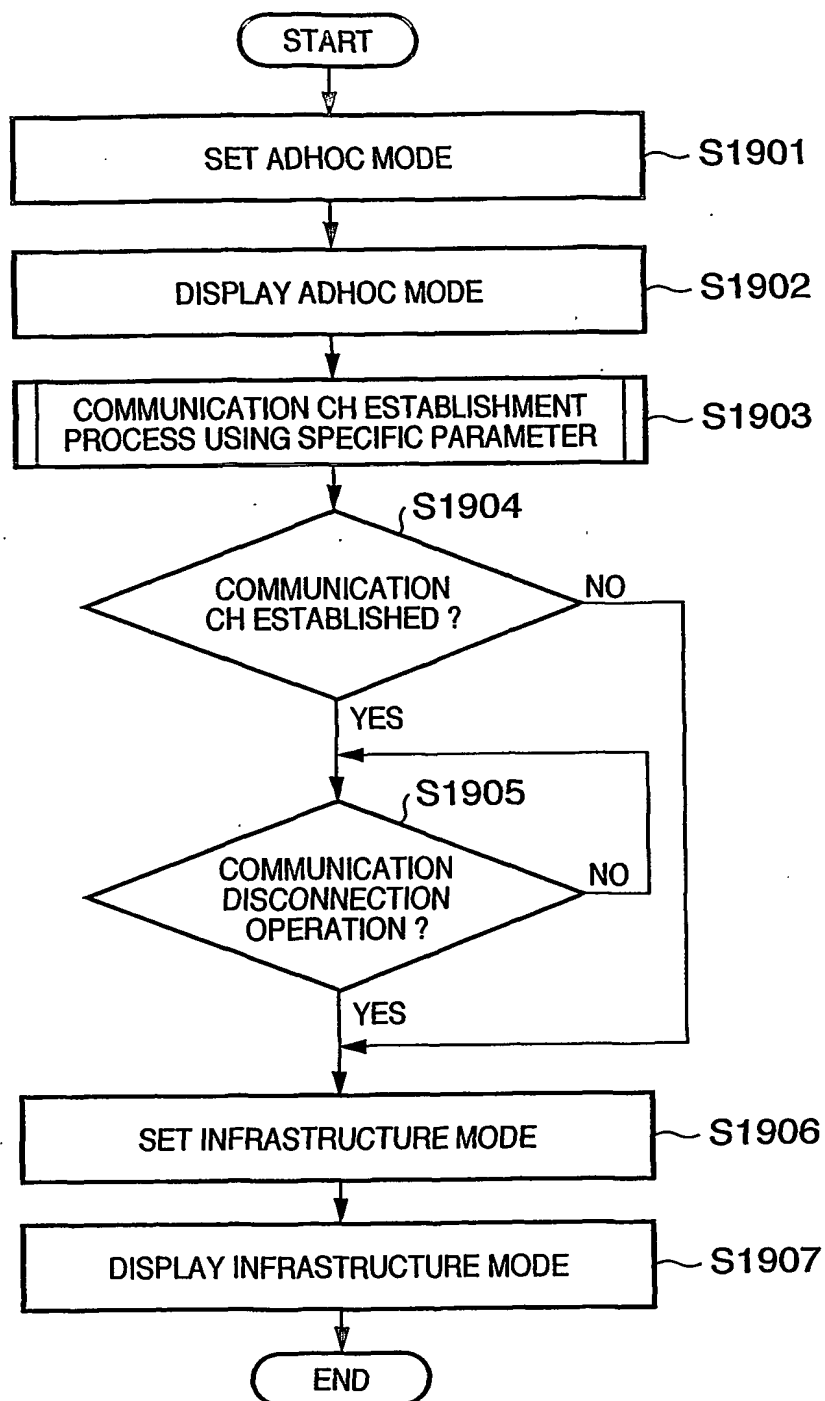 START
SET ADHOC MODE
S1901
DISPLAY ADHOC MODE
S1902
COMMUNICATION CH ESTABLISHMENT
PROCESS USING SPECIFIC PARAMETER
S1903
S1904
COMMUNICATION
CH ESTABLISHED ?
NO
YES
S1905
COMMUNICATION
DISCONNECTION
OPERATION ?
NO
YES
SET INFRASTRUCTURE MODE
S1906
DISPLAY INFRASTRUCTURE MODE
S1907
END